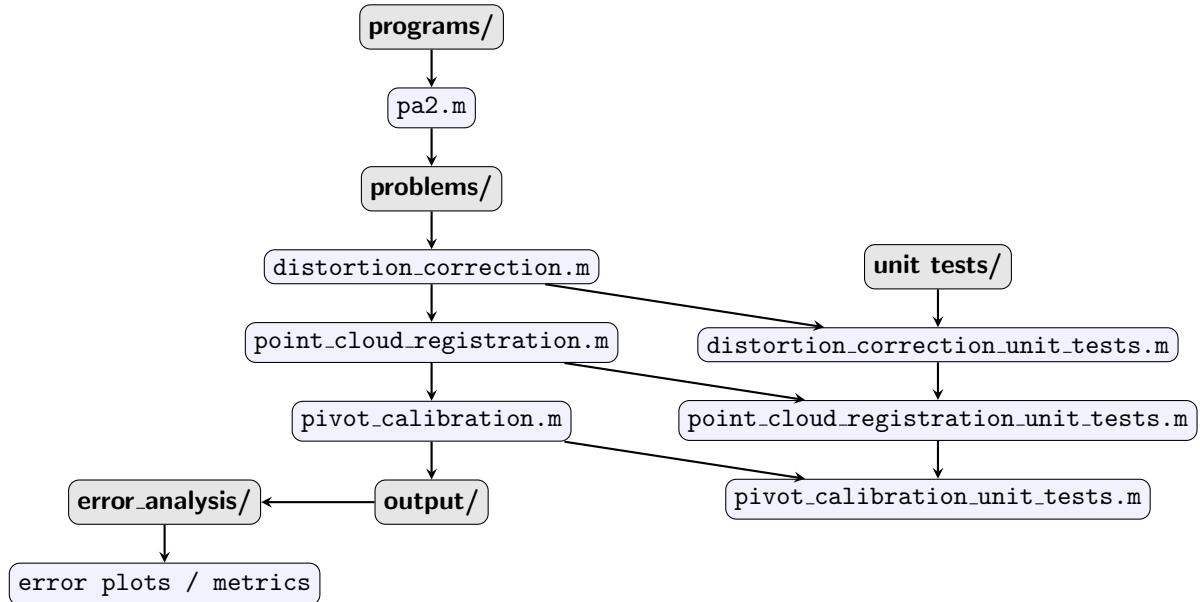 programs/
pa2.m
problems/
distortion_correction.m
unit tests/
point_cloud_registration.m
distortion_correction_unit_tests.m
pivot_calibration.m
point_cloud_registration_unit_tests.m
error_analysis/
output/
pivot_calibration_unit_tests.m
error plots / metrics